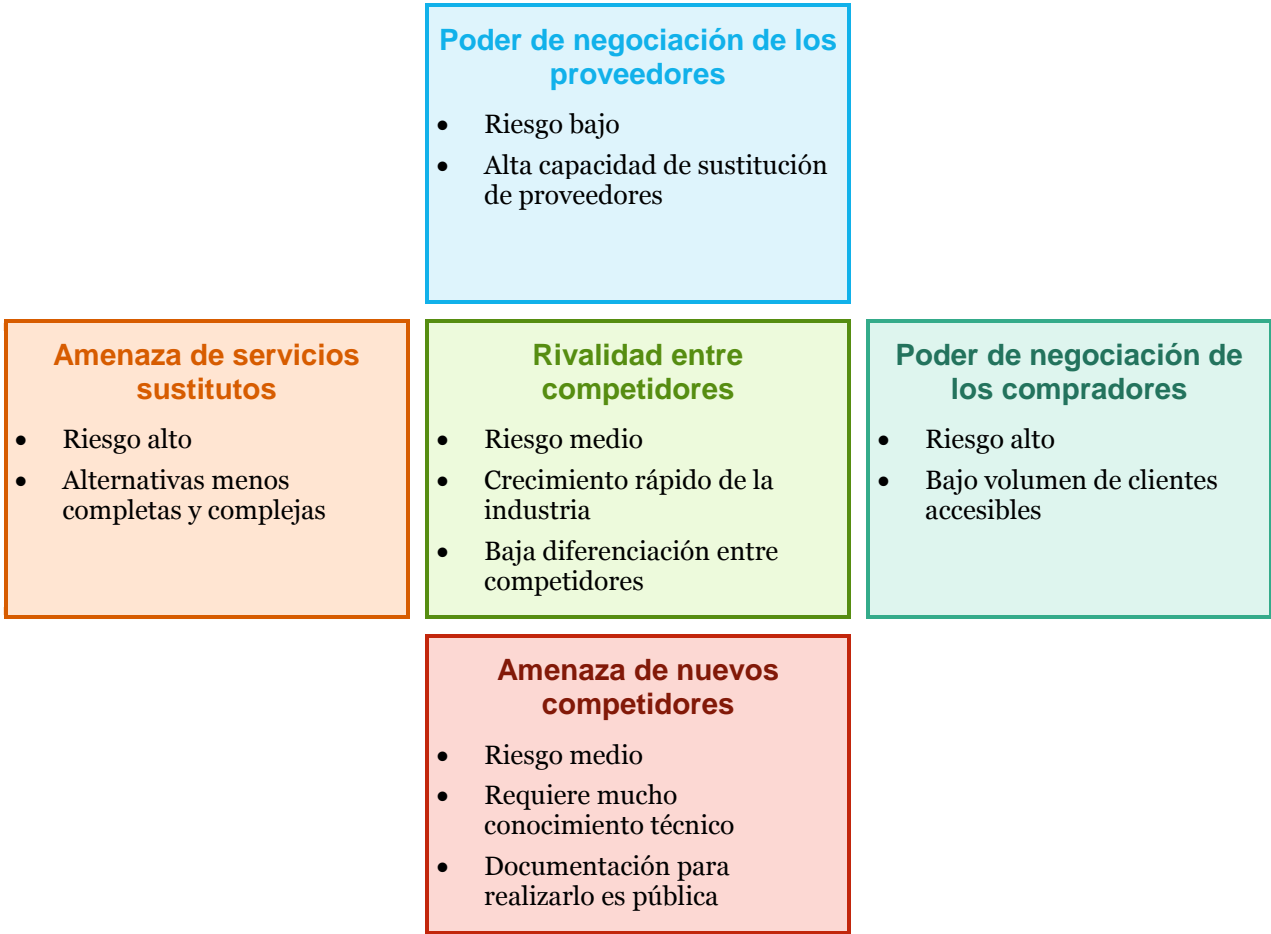 Poder de negociación de los
proveedores
• Riesgo bajo
• Alta capacidad de sustitución
de proveedores
Amenaza de servicios
sustitutos
• Riesgo alto
• Alternativas menos
completas y complejas
Rivalidad entre
competidores
• Riesgo medio
• Crecimiento rápido de la
industria
• Baja diferenciación entre
competidores
Poder de negociación de
los compradores
• Riesgo alto
• Bajo volumen de clientes
accesibles
Amenaza de nuevos
competidores
• Riesgo medio
• Requiere mucho
conocimiento técnico
• Documentación para
realizarlo es pública